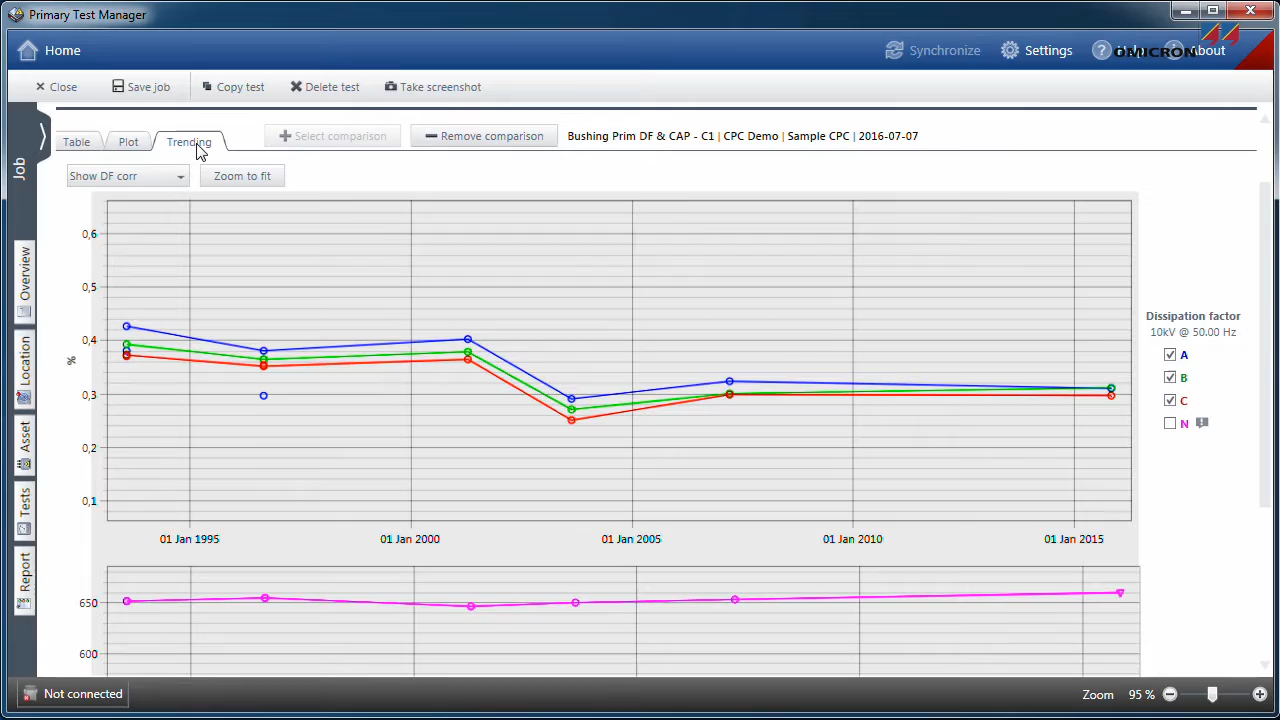 Primary Test Manager
Home
Synchronize
Settings
OMICRON
About
Close
Save job
Copy test
Delete test
Take screenshot
Job
Table
Plot
Trending
Select comparison
Remove comparison
Bushing Prim DF & CAP - C1 | CPC Demo | Sample CPC | 2016-07-07
Show DF corr
Zoom to fit
Overview
Location
Asset
Tests
Report
0,6
0,5
0,4
%
0,3
0,2
0,1
01 Jan 1995
01 Jan 2000
01 Jan 2005
01 Jan 2010
01 Jan 2015
Dissipation factor
10kV @ 50.00 Hz
A
B
C
N
650
600
Not connected
Zoom
95 %